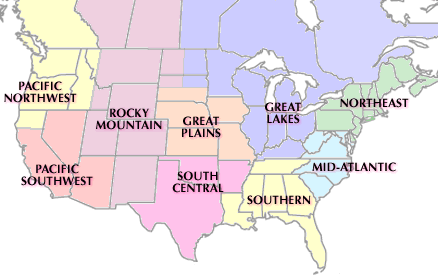 PACIFIC
NORTHWEST
ROCKY
MOUNTAIN
GREAT
PLAINS
GREAT
LAKES
NORTHEAST
PACIFIC
SOUTHWEST
SOUTH
CENTRAL
MID-ATLANTIC
SOUTHERN